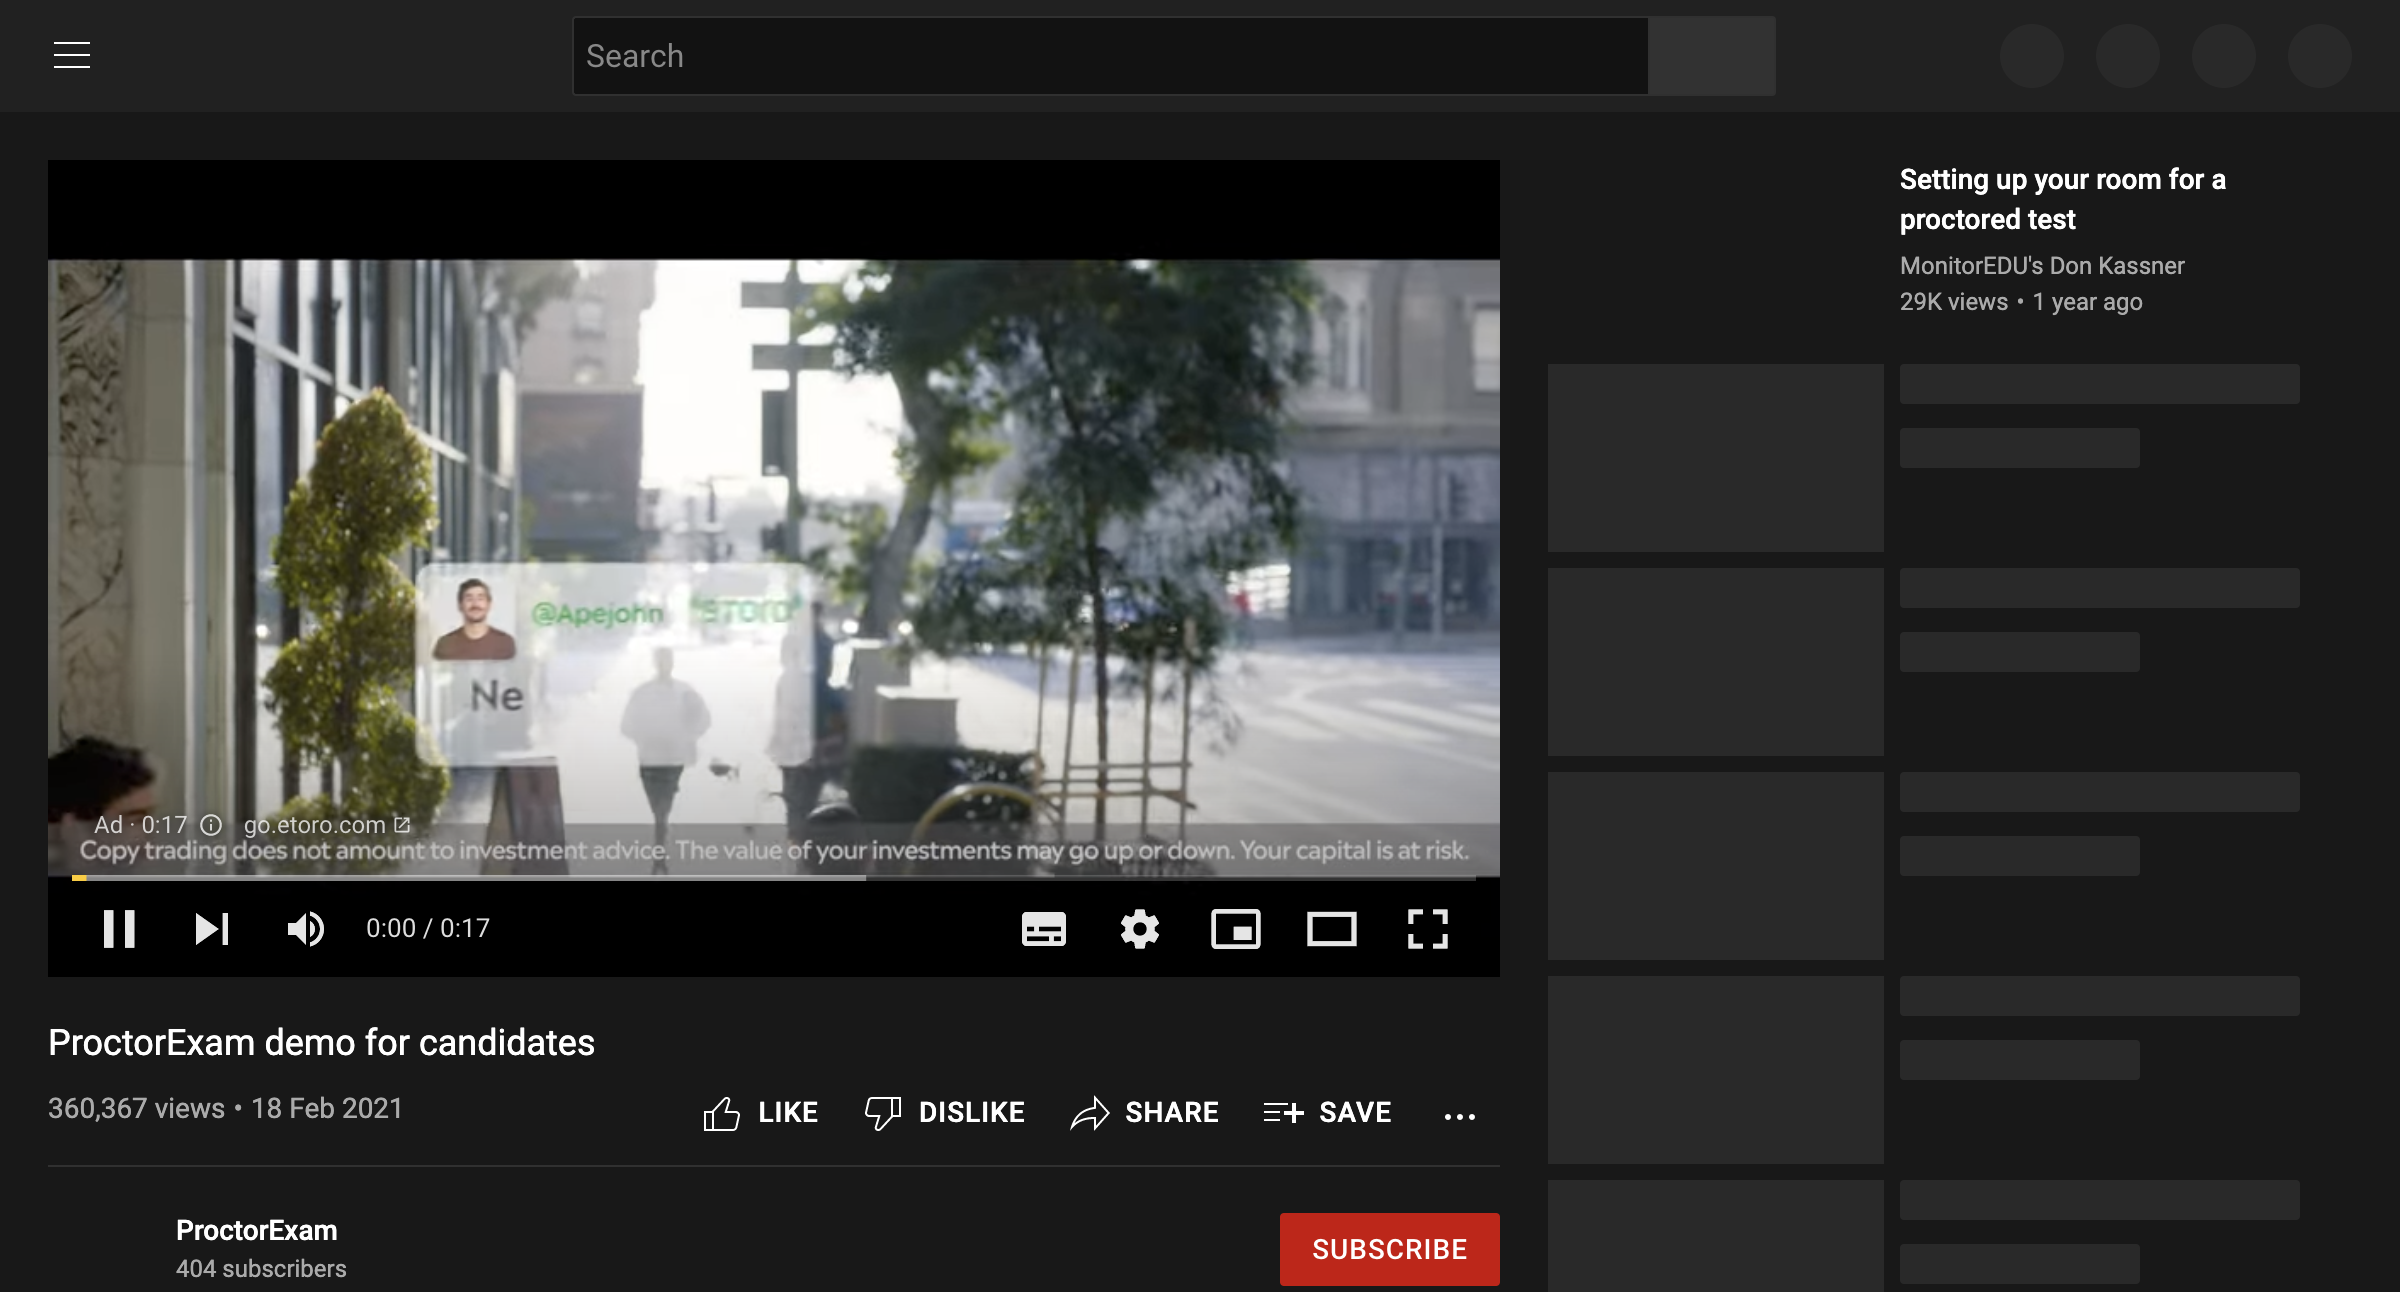 Search
@Apejohn eToro
Ne
Ad · 0:17 go.etoro.com
Copy trading does not amount to investment advice. The value of your investments may go up or down. Your capital is at risk.
0:00 / 0:17
ProctorExam demo for candidates
360,367 views • 18 Feb 2021
LIKE DISLIKE SHARE SAVE ...
ProctorExam
404 subscribers
SUBSCRIBE
Setting up your room for a
proctored test
MonitorEDU's Don Kassner
29K views • 1 year ago